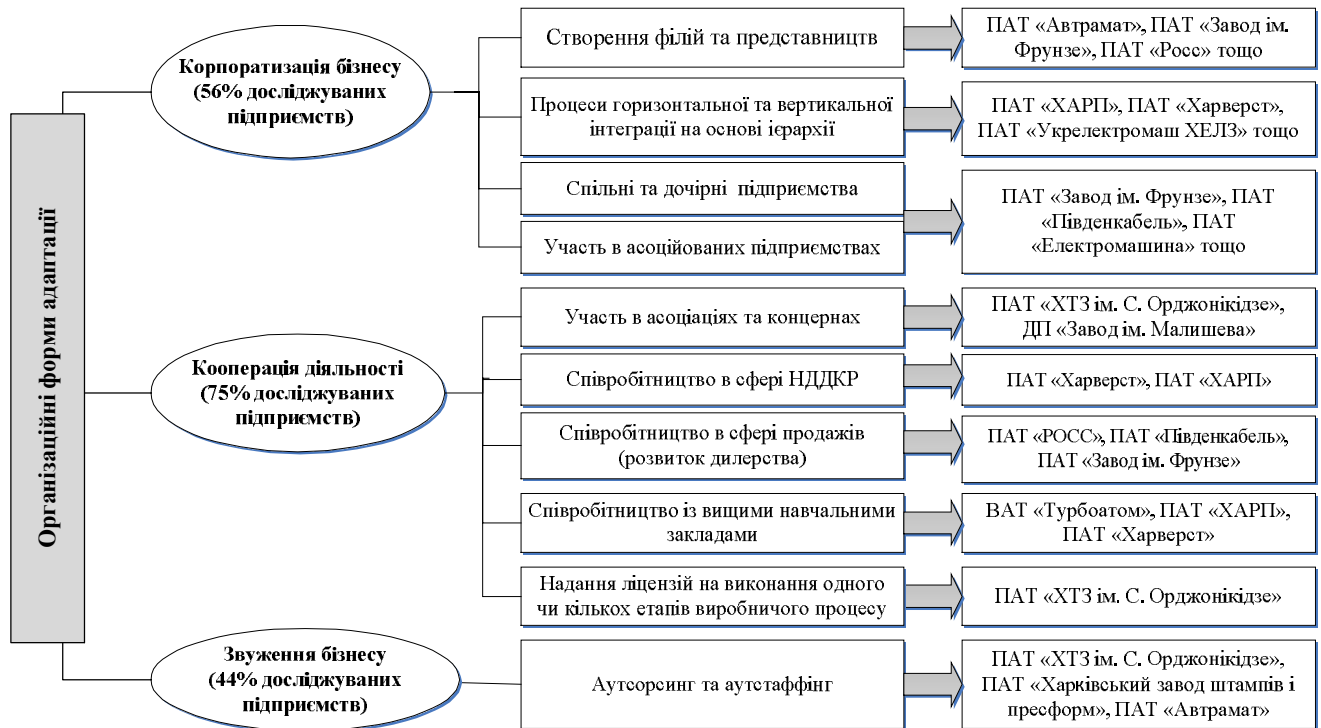 Організаційні форми адаптації
Корпоратизація бізнесу
(56% досліджуваних
підприємств)
Створення філій та представництв
ПАТ «Автрамат», ПАТ «Завод ім.
Фрунзе», ПАТ «Росс» тощо
Процеси горизонтальної та вертикальної
інтеграції на основі ієрархії
ПАТ «ХАРП», ПАТ «Харверст»,
ПАТ «Укрелектромаш ХЕЛЗ» тощо
Спільні та дочірні підприємства
Участь в асоційованих підприємствах
ПАТ «Завод ім. Фрунзе», ПАТ
«Південкабель», ПАТ
«Електромашина» тощо
Кооперація діяльності
(75% досліджуваних
підприємств)
Участь в асоціаціях та концернах
ПАТ «ХТЗ ім. С. Орджонікідзе»,
ДП «Завод ім. Малишева»
Співробітництво в сфері НДДКР
ПАТ «Харверст», ПАТ «ХАРП»
Співробітництво в сфері продажів
(розвиток дилерства)
ПАТ «РОСС», ПАТ «Південкабель»,
ПАТ «Завод ім. Фрунзе»
Співробітництво із вищими навчальними
закладами
ВАТ «Турбоатом», ПАТ «ХАРП»,
ПАТ «Харверст»
Надання ліцензій на виконання одного
чи кількох етапів виробничого процесу
ПАТ «ХТЗ ім. С. Орджонікідзе»
Звуження бізнесу
(44% досліджуваних
підприємств)
Аутсорсинг та аутстаффінг
ПАТ «ХТЗ ім. С. Орджонікідзе»,
ПАТ «Харківський завод штампів і
пресформ», ПАТ «Автрамат»